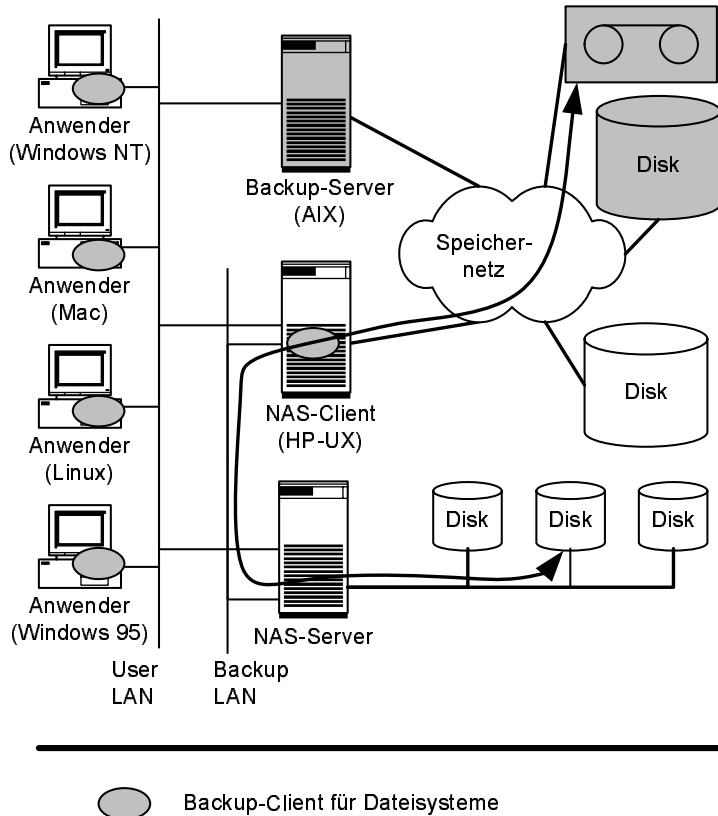 Anwender
(Windows NT)
Backup-Server
(AIX)
Disk
Speicher-
netz
Anwender
(Mac)
NAS-Client
(HP-UX)
Disk
Anwender
(Linux)
Disk
Disk
Disk
Anwender
(Windows 95)
NAS-Server
User
LAN
Backup
LAN
Backup-Client für Dateisysteme